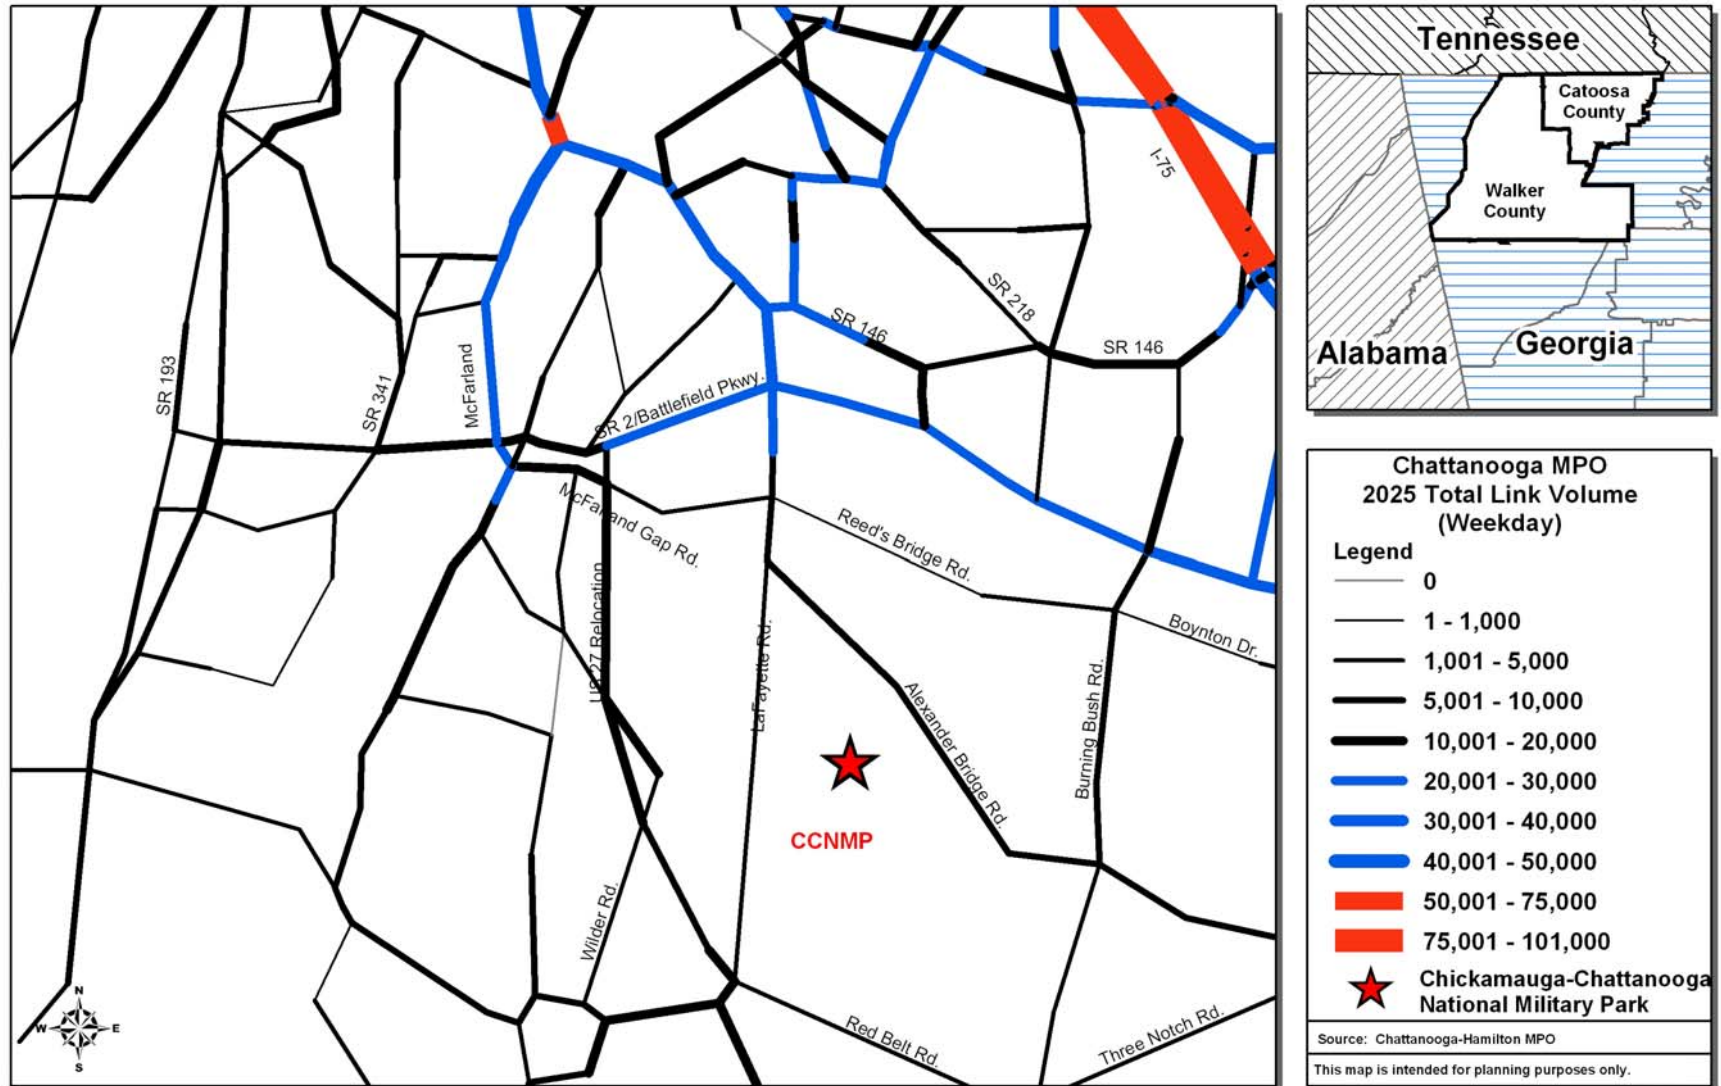 I-75
SR 218
SR 146
SR 146
SR 193
SR 341
McFarland
SR 2/Battlefield Pkwy.
McFarland Gap Rd.
Reed's Bridge Rd.
US 27 Relocation
LaFayette Rd.
Boynton Dr.
Burning Bush Rd.
Alexander Bridge Rd.
CCNMP
Wilder Rd.
Red Belt Rd.
Three Notch Rd.
N
W
E
S
Tennessee
Catoosa
County
Walker
County
Alabama
Georgia
Chattanooga MPO
2025 Total Link Volume
(Weekday)
Legend
0
1 - 1,000
1,001 - 5,000
5,001 - 10,000
10,001 - 20,000
20,001 - 30,000
30,001 - 40,000
40,001 - 50,000
50,001 - 75,000
75,001 - 101,000
Chickamauga-Chattanooga
National Military Park
Source: Chattanooga-Hamilton MPO
This map is intended for planning purposes only.